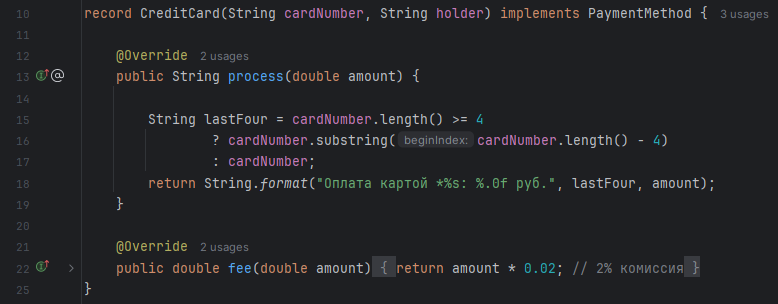 10 record CreditCard(String cardNumber, String holder) implements PaymentMethod { 3 usages
11
12 @Override 2 usages
13 @ public String process(double amount) {
14
15 String lastFour = cardNumber.length() >= 4
16 ? cardNumber.substring( beginIndex: cardNumber.length() - 4)
17 : cardNumber;
18 return String.format("Оплата картой *%s: %.0f руб.", lastFour, amount);
19 }
20
21 @Override 2 usages
22 > public double fee(double amount) { return amount * 0.02; // 2% комиссия }
25 }